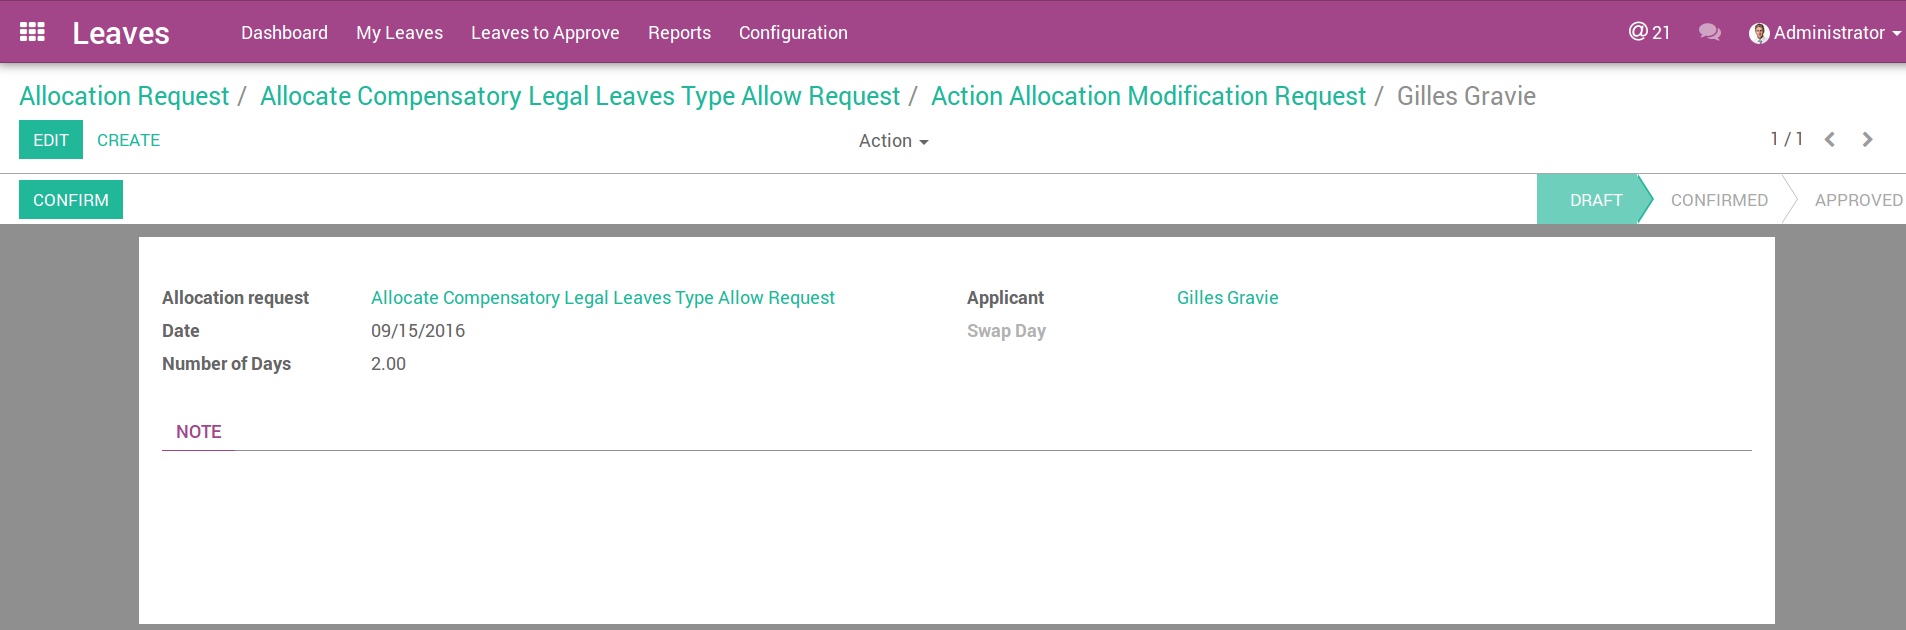 Leaves Dashboard My Leaves Leaves to Approve Reports Configuration @ 21 Administrator
Allocation Request / Allocate Compensatory Legal Leaves Type Allow Request / Action Allocation Modification Request / Gilles Gravie
EDIT CREATE Action 1 / 1
CONFIRM DRAFT CONFIRMED APPROVED
Allocation request Allocate Compensatory Legal Leaves Type Allow Request Applicant Gilles Gravie
Date 09/15/2016 Swap Day
Number of Days 2.00
NOTE